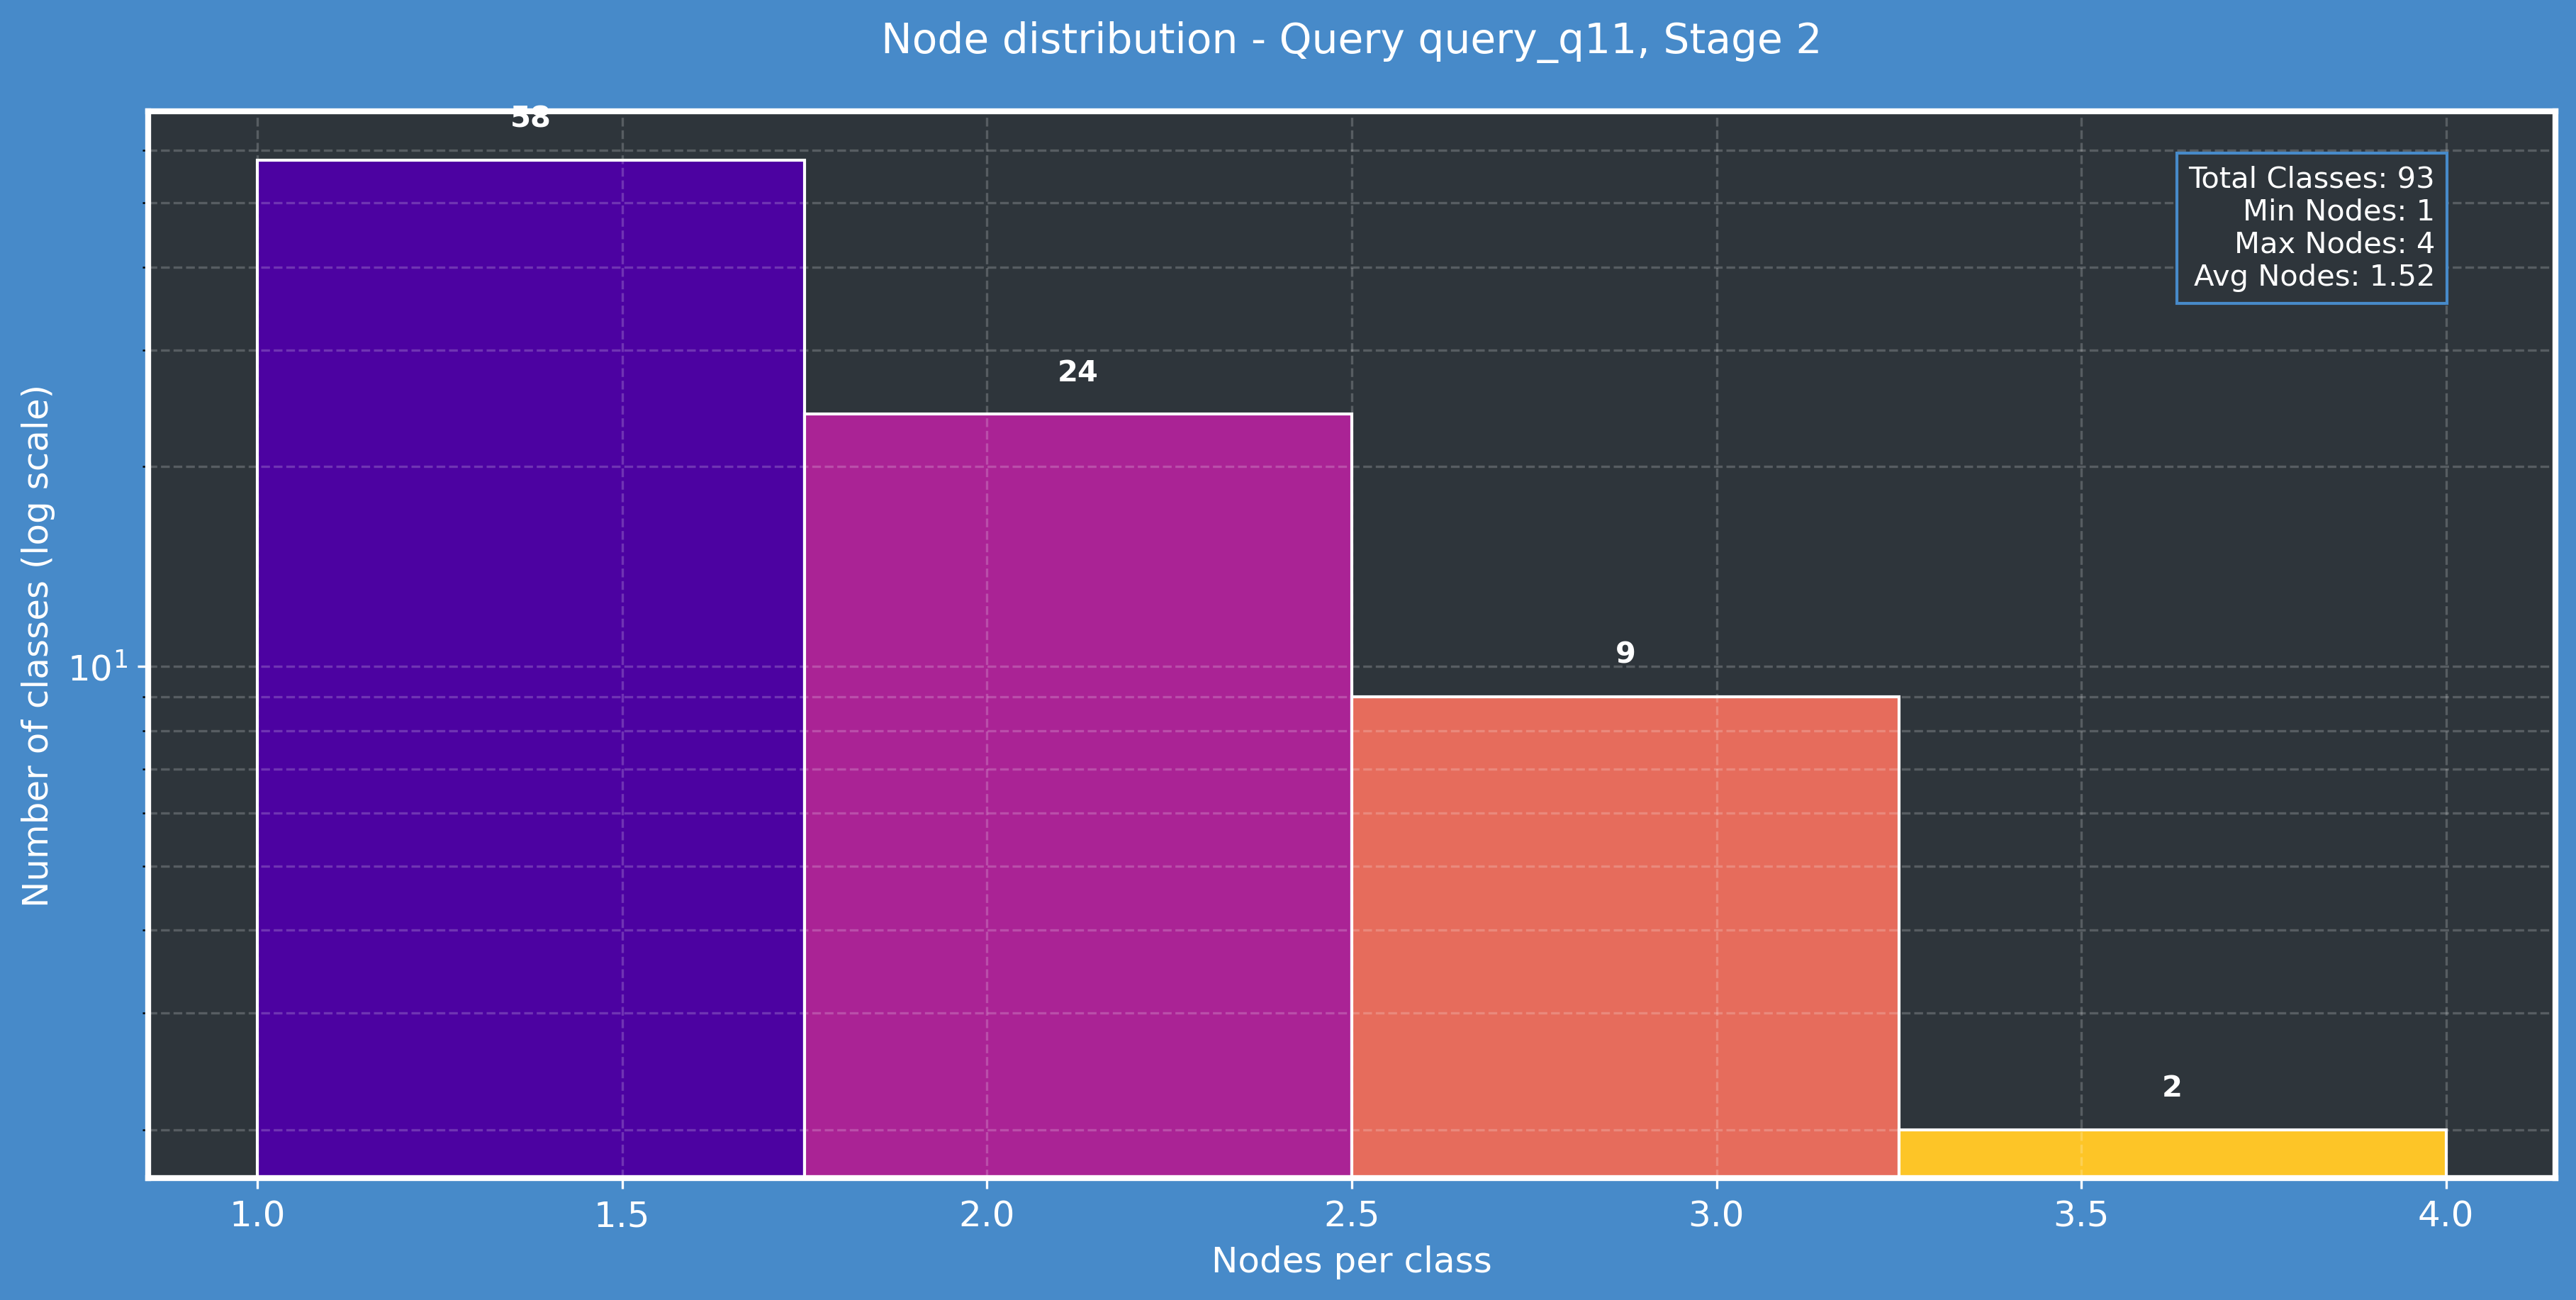 Node distribution - Query query_q11, Stage 2
58
Total Classes: 93
Min Nodes: 1
Max Nodes: 4
Avg Nodes: 1.52
24
9
2
Number of classes (log scale)
10¹
1.0 1.5 2.0 2.5 3.0 3.5 4.0
Nodes per class